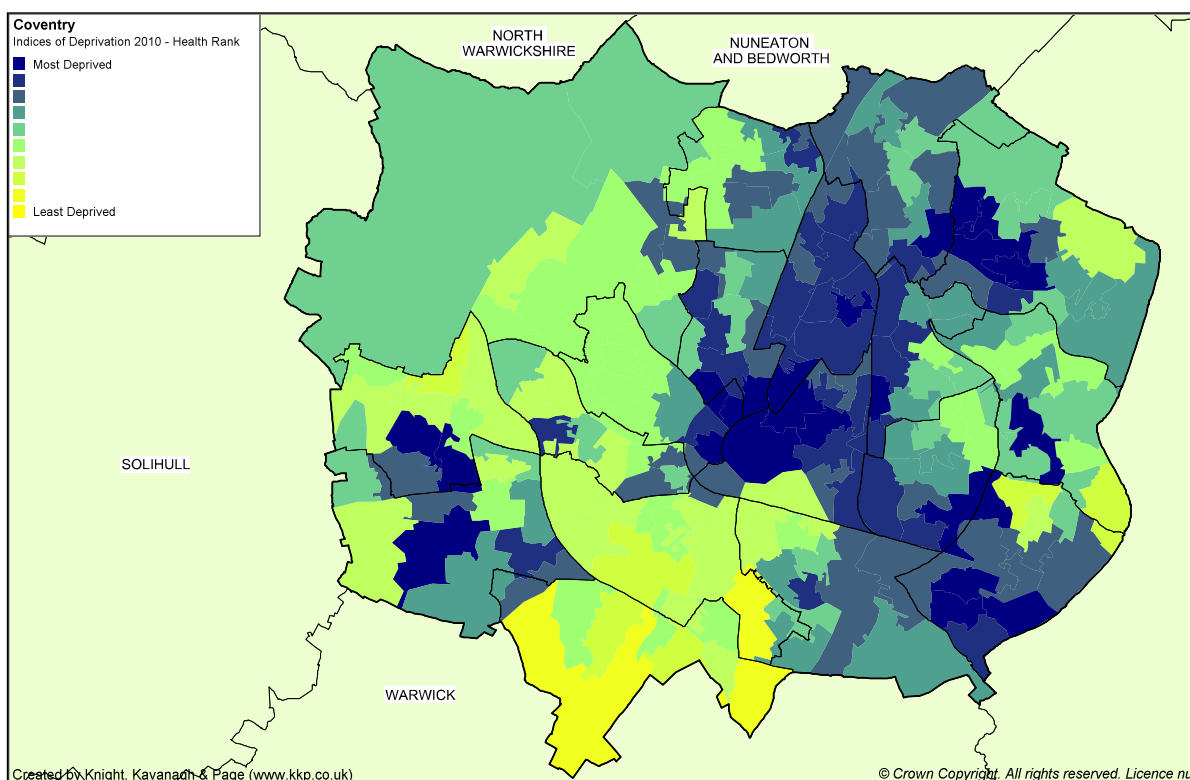 Coventry
Indices of Deprivation 2010 - Health Rank
Most Deprived
Least Deprived
NORTH
WARWICKSHIRE
NUNEATON
AND BEDWORTH
SOLIHULL
WARWICK
Created by Knight, Kavanagh & Page (www.kkp.co.uk)
© Crown Copyright. All rights reserved. Licence nu